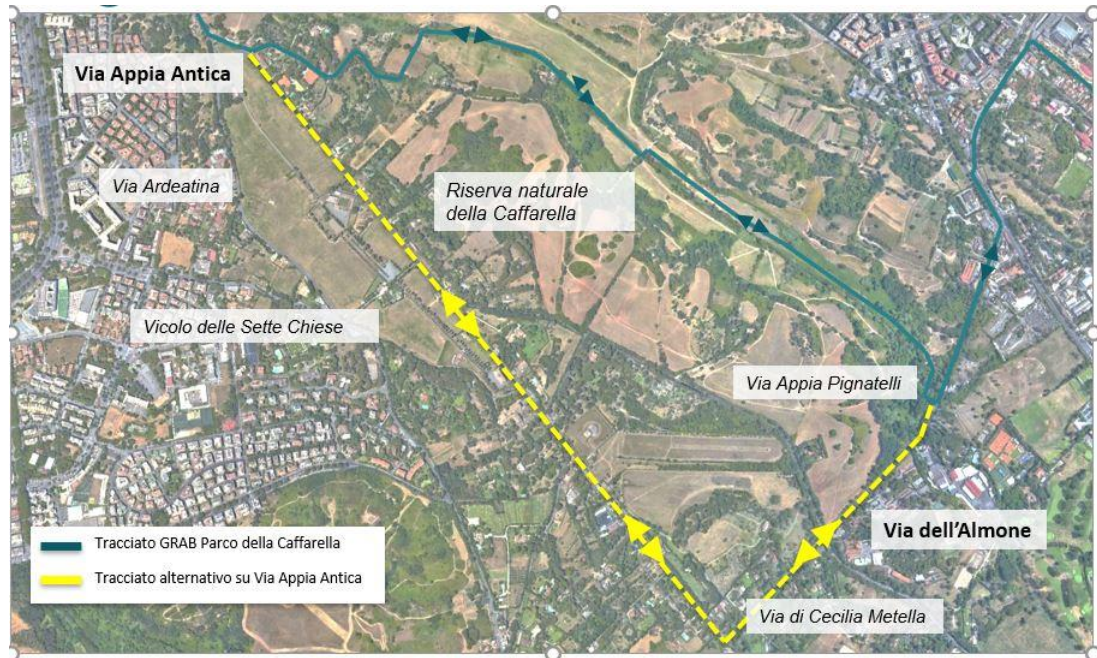 Via Appia Antica
Via Ardeatina
Riserva naturale
della Caffarella
Vicolo delle Sette Chiese
Via Appia Pignatelli
Via dell’Almone
Tracciato GRAB Parco della Caffarella
Tracciato alternativo su Via Appia Antica
Via di Cecilia Metella